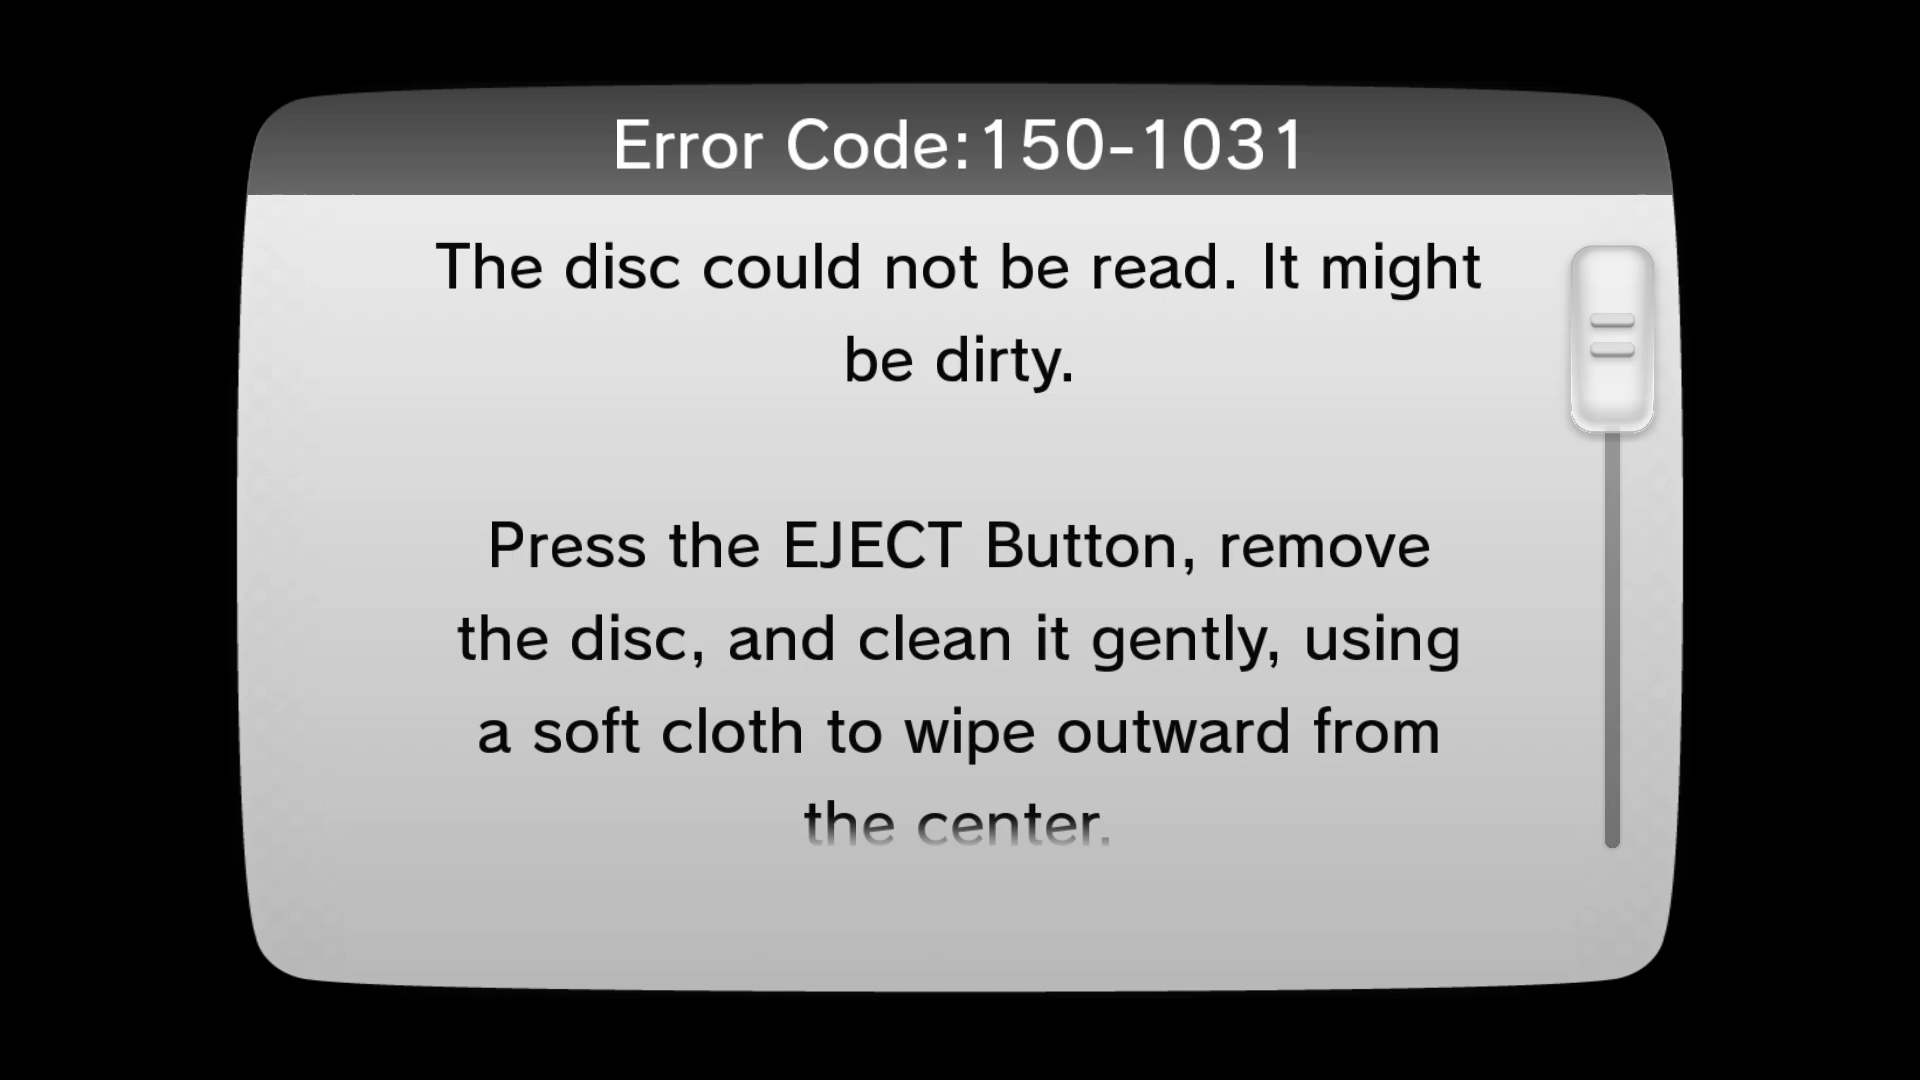 Error Code:150-1031
The disc could not be read. It might
be dirty.
Press the EJECT Button, remove
the disc, and clean it gently, using
a soft cloth to wipe outward from
the center.